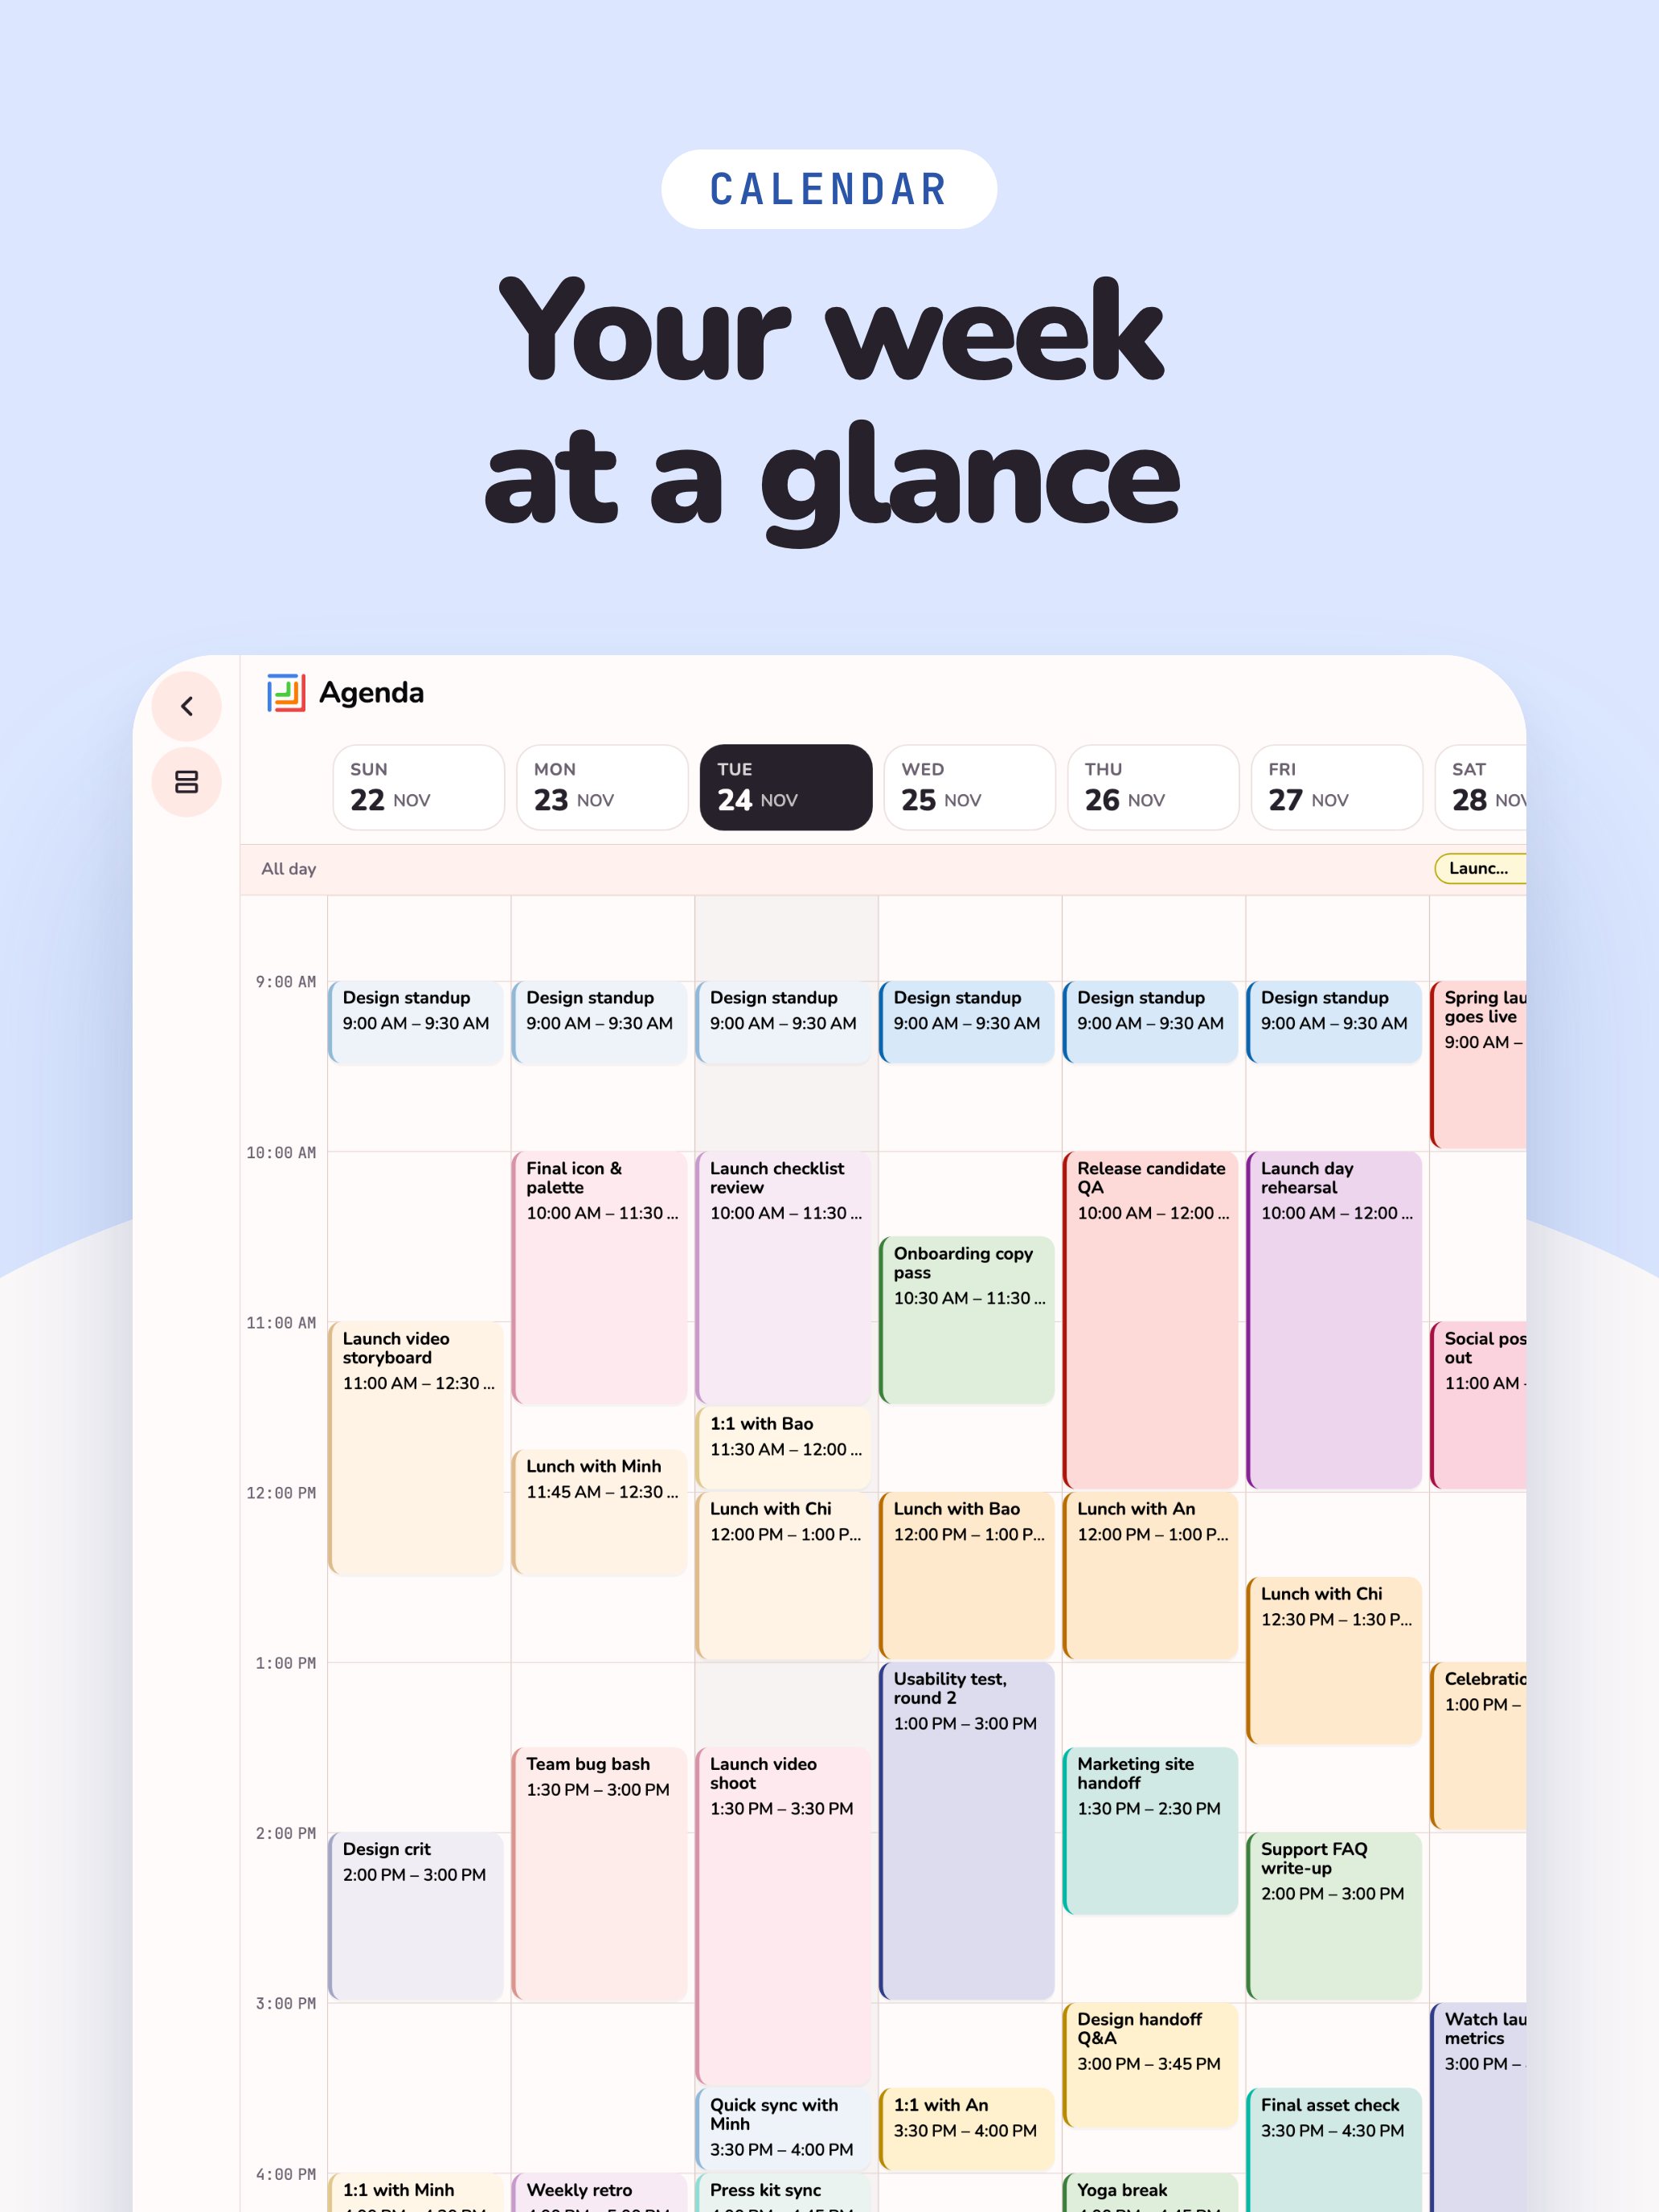 CALENDAR
Your week
at a glance
Agenda
SUN
22 NOV
MON
23 NOV
TUE
24 NOV
WED
25 NOV
THU
26 NOV
FRI
27 NOV
SAT
28 NOV
All day
Launc...
9:00 AM
10:00 AM
11:00 AM
12:00 PM
1:00 PM
2:00 PM
3:00 PM
4:00 PM
Design standup
9:00 AM – 9:30 AM
Launch video
storyboard
11:00 AM – 12:30 ...
Design crit
2:00 PM – 3:00 PM
1:1 with Minh
Design standup
9:00 AM – 9:30 AM
Final icon &
palette
10:00 AM – 11:30 ...
Lunch with Minh
11:45 AM – 12:30 ...
Team bug bash
1:30 PM – 3:00 PM
Weekly retro
Design standup
9:00 AM – 9:30 AM
Launch checklist
review
10:00 AM – 11:30 ...
1:1 with Bao
11:30 AM – 12:00 ...
Lunch with Chi
12:00 PM – 1:00 P...
Launch video
shoot
1:30 PM – 3:30 PM
Quick sync with
Minh
3:30 PM – 4:00 PM
Press kit sync
Design standup
9:00 AM – 9:30 AM
Onboarding copy
pass
10:30 AM – 11:30 ...
Lunch with Bao
12:00 PM – 1:00 P...
Usability test,
round 2
1:00 PM – 3:00 PM
1:1 with An
3:30 PM – 4:00 PM
Design standup
9:00 AM – 9:30 AM
Release candidate
QA
10:00 AM – 12:00 ...
Lunch with An
12:00 PM – 1:00 P...
Marketing site
handoff
1:30 PM – 2:30 PM
Design handoff
Q&A
3:00 PM – 3:45 PM
Yoga break
Design standup
9:00 AM – 9:30 AM
Launch day
rehearsal
10:00 AM – 12:00 ...
Lunch with Chi
12:30 PM – 1:30 P...
Support FAQ
write-up
2:00 PM – 3:00 PM
Final asset check
3:30 PM – 4:30 PM
Spring lau
goes live
9:00 AM –
Social pos
out
11:00 AM -
Celebratio
1:00 PM –
Watch lau
metrics
3:00 PM –